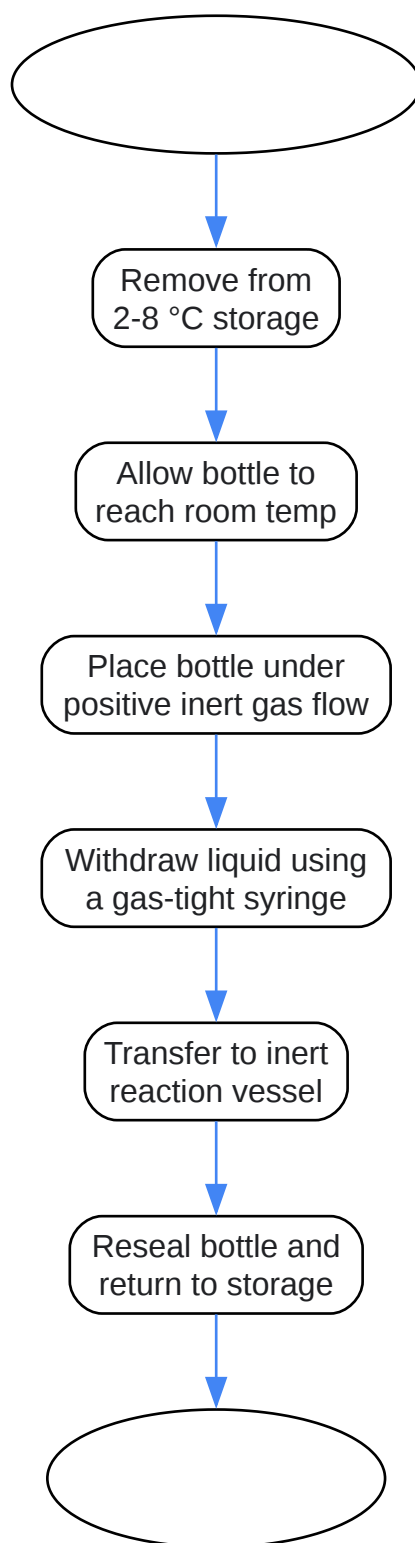 Remove from
2-8 °C storage
Allow bottle to
reach room temp
Place bottle under
positive inert gas flow
Withdraw liquid using
a gas-tight syringe
Transfer to inert
reaction vessel
Reseal bottle and
return to storage